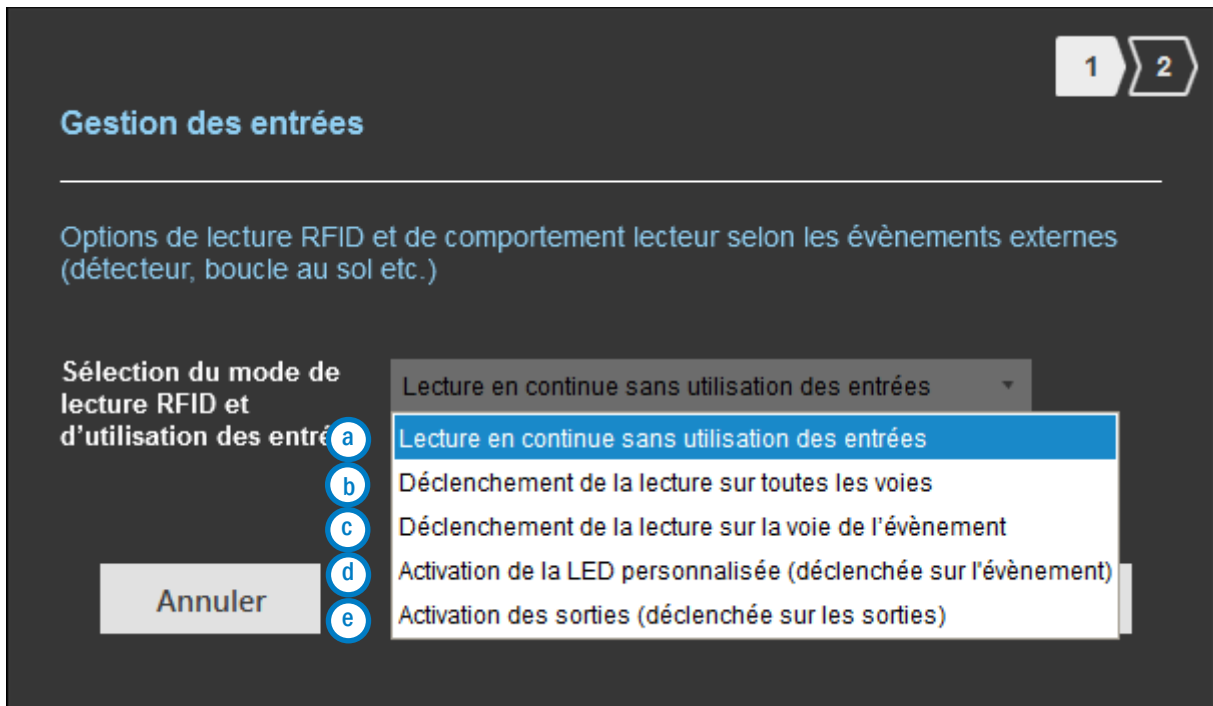 1 2
Gestion des entrées
Options de lecture RFID et de comportement lecteur selon les évènements externes
(détecteur, boucle au sol etc.)
Sélection du mode de
lecture RFID et
d'utilisation des
Lecture en continue sans utilisation des entrées
a Lecture en continue sans utilisation des entrées
b Déclenchement de la lecture sur toutes les voies
c Déclenchement de la lecture sur la voie de l'évènement
d Activation de la LED personnalisée (déclenchée sur l'évènement)
e Activation des sorties (déclenchée sur les sorties)
Annuler